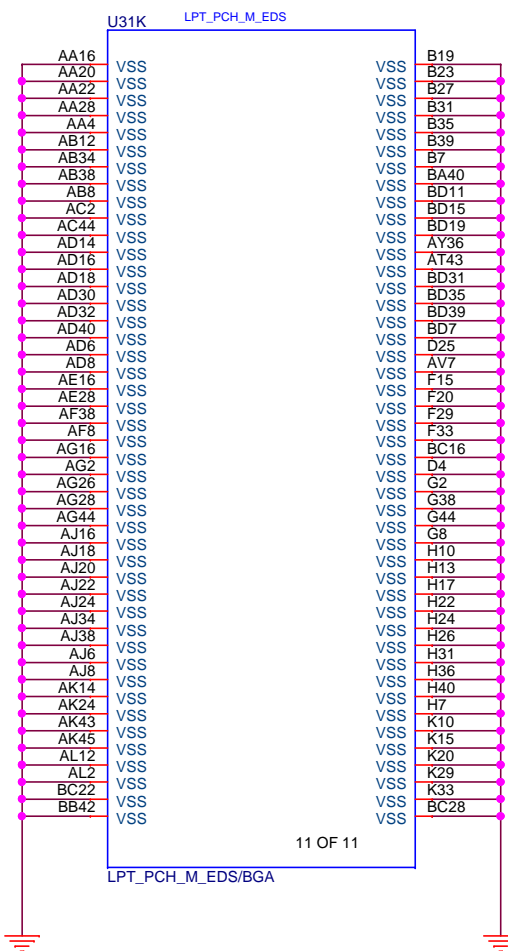 U31K LPT_PCH_M_EDS
AA16 VSS VSS B19
AA20 VSS VSS B23
AA22 VSS VSS B27
AA28 VSS VSS B31
AA4 VSS VSS B35
AB12 VSS VSS B39
AB34 VSS VSS B7
AB38 VSS VSS BA40
AB8 VSS VSS BD11
AC2 VSS VSS BD15
AC44 VSS VSS BD19
AD14 VSS VSS AY36
AD16 VSS VSS AT43
AD18 VSS VSS BD31
AD30 VSS VSS BD35
AD32 VSS VSS BD39
AD40 VSS VSS BD7
AD6 VSS VSS D25
AD8 VSS VSS AV7
AE16 VSS VSS F15
AE28 VSS VSS F20
AF38 VSS VSS F29
AF8 VSS VSS F33
AG16 VSS VSS BC16
AG2 VSS VSS D4
AG26 VSS VSS G2
AG28 VSS VSS G38
AG44 VSS VSS G44
AJ16 VSS VSS G8
AJ18 VSS VSS H10
AJ20 VSS VSS H13
AJ22 VSS VSS H17
AJ24 VSS VSS H22
AJ34 VSS VSS H24
AJ38 VSS VSS H26
AJ6 VSS VSS H31
AJ8 VSS VSS H36
AK14 VSS VSS H40
AK24 VSS VSS H7
AK43 VSS VSS K10
AK45 VSS VSS K15
AL12 VSS VSS K20
AL2 VSS VSS K29
BC22 VSS VSS K33
BB42 VSS VSS BC28
11 OF 11
LPT_PCH_M_EDS/BGA